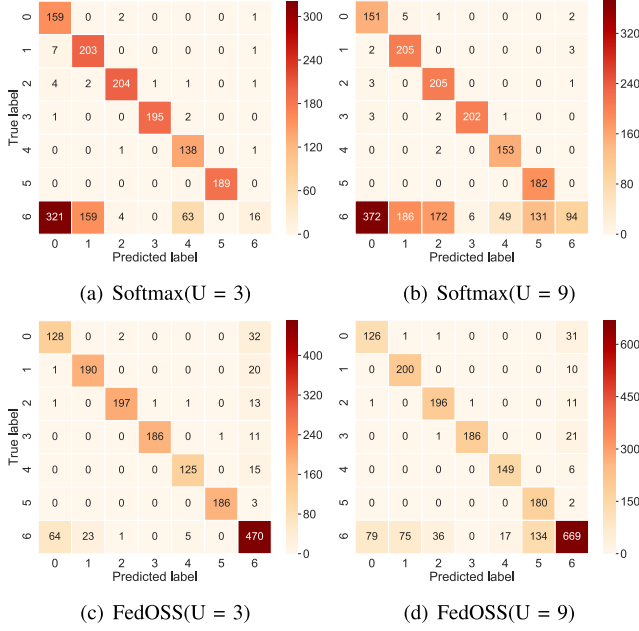 0 159 0 2 0 0 0 1
1 7 203 0 0 0 0 0
2 4 2 204 1 1 0 1
3 1 0 0 195 2 0 0
4 0 0 1 0 138 0 1
5 0 0 0 0 0 189 0
6 321 159 4 0 63 0 16
0 1 2 3 4 5 6
True label
Predicted label
300
240
180
120
60
0
(a) Softmax(U = 3)
0 151 5 1 0 0 0 2
1 2 205 0 0 0 0 3
2 3 0 205 0 0 0 1
3 3 0 2 202 1 0 0
4 0 0 2 0 153 0 0
5 0 0 0 0 0 182 0
6 372 186 172 6 49 131 94
0 1 2 3 4 5 6
Predicted label
320
240
160
80
0
(b) Softmax(U = 9)
0 128 0 2 0 0 0 32
1 1 190 0 0 0 0 20
2 1 0 197 1 1 0 13
3 0 0 0 186 0 1 11
4 0 0 0 0 125 0 15
5 0 0 0 0 0 186 3
6 64 23 1 0 5 0 470
0 1 2 3 4 5 6
True label
Predicted label
400
320
240
160
80
0
(c) FedOSS(U = 3)
0 126 1 1 0 0 0 31
1 0 200 0 0 0 0 10
2 1 0 196 1 0 0 11
3 0 0 1 186 0 0 21
4 0 0 0 0 149 0 6
5 0 0 0 0 0 180 2
6 79 75 36 0 17 134 669
0 1 2 3 4 5 6
Predicted label
600
450
300
150
0
(d) FedOSS(U = 9)